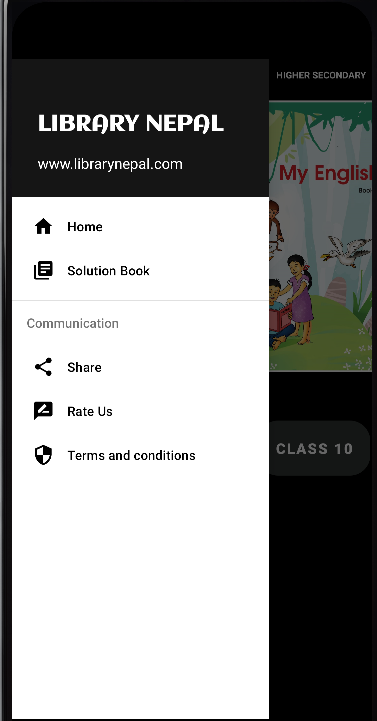 LIBRARY NEPAL
www.librarynepal.com
Home
Solution Book
Communication
Share
Rate Us
Terms and conditions
HIGHER SECONDARY
My English
Book
CLASS 10